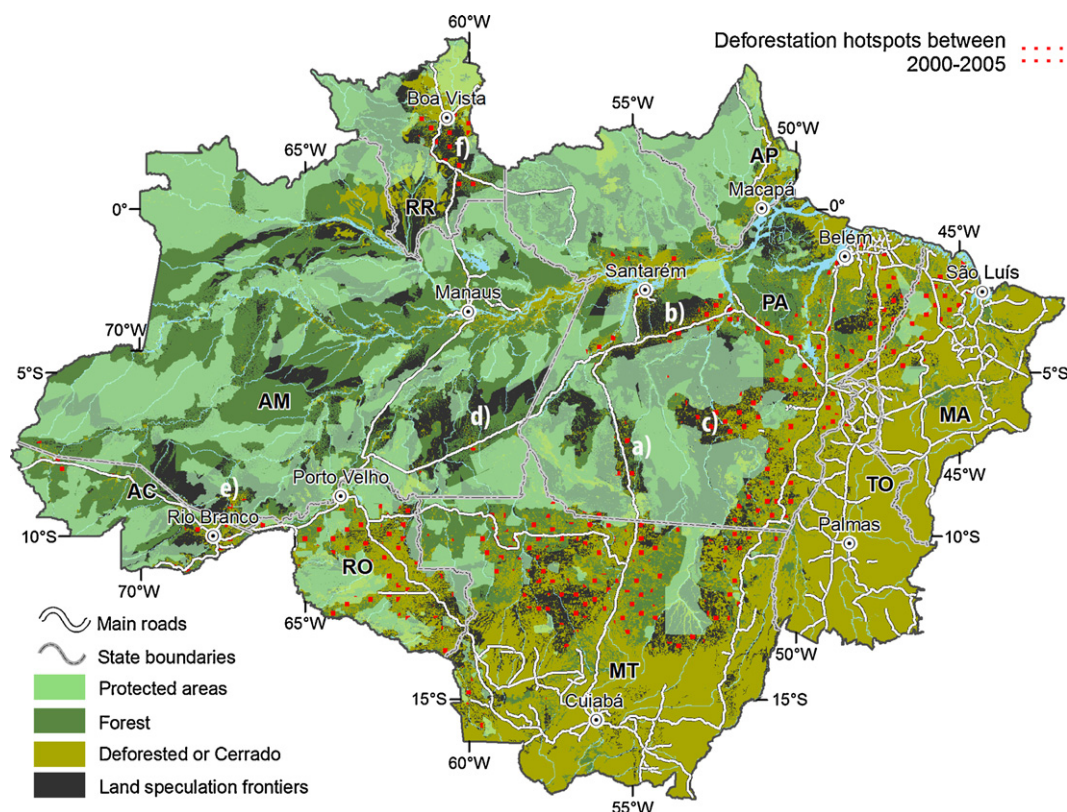 60°W
Deforestation hotspots between
2000-2005
Boa Vista
55°W
50°W
f)
65°W
AP
Macapá
0°
RR
0°
Belém
45°W
Santarém
São Luís
Manaus
b)
PA
70°W
5°S
5°S
AM
d)
c)
MA
a)
45°W
Porto Velho
e)
AC
TO
Rio Branco
Palmas
10°S
10°S
RO
70°W
Main roads
65°W
State boundaries
50°W
MT
Protected areas
15°S
Cuiabá
15°S
Forest
Deforested or Cerrado
60°W
Land speculation frontiers
55°W